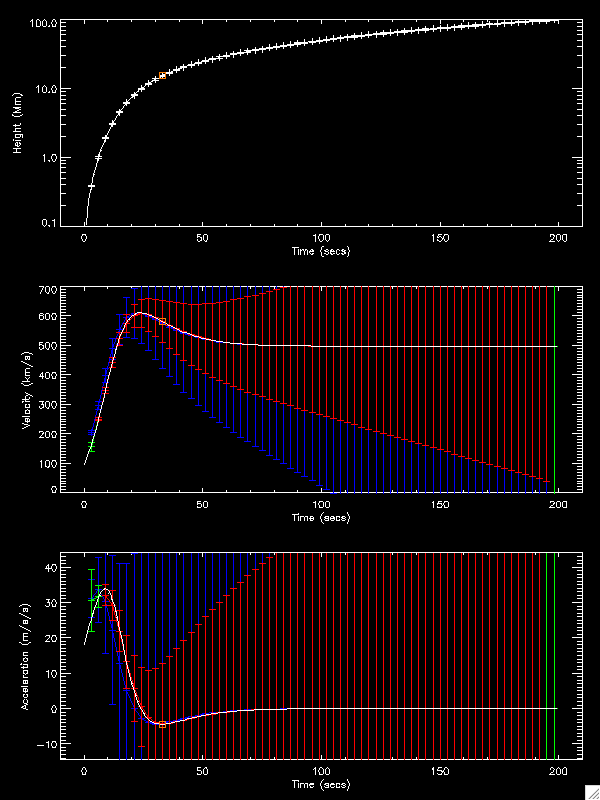 100.0
10.0
1.0
0.1
Height (Mm)
0 50 100 150 200
Time (secs)
700
600
500
400
300
200
100
0
Velocity (km/s)
0 50 100 150 200
Time (secs)
40
30
20
10
0
-10
Acceleration (m/s/s)
0 50 100 150 200
Time (secs)